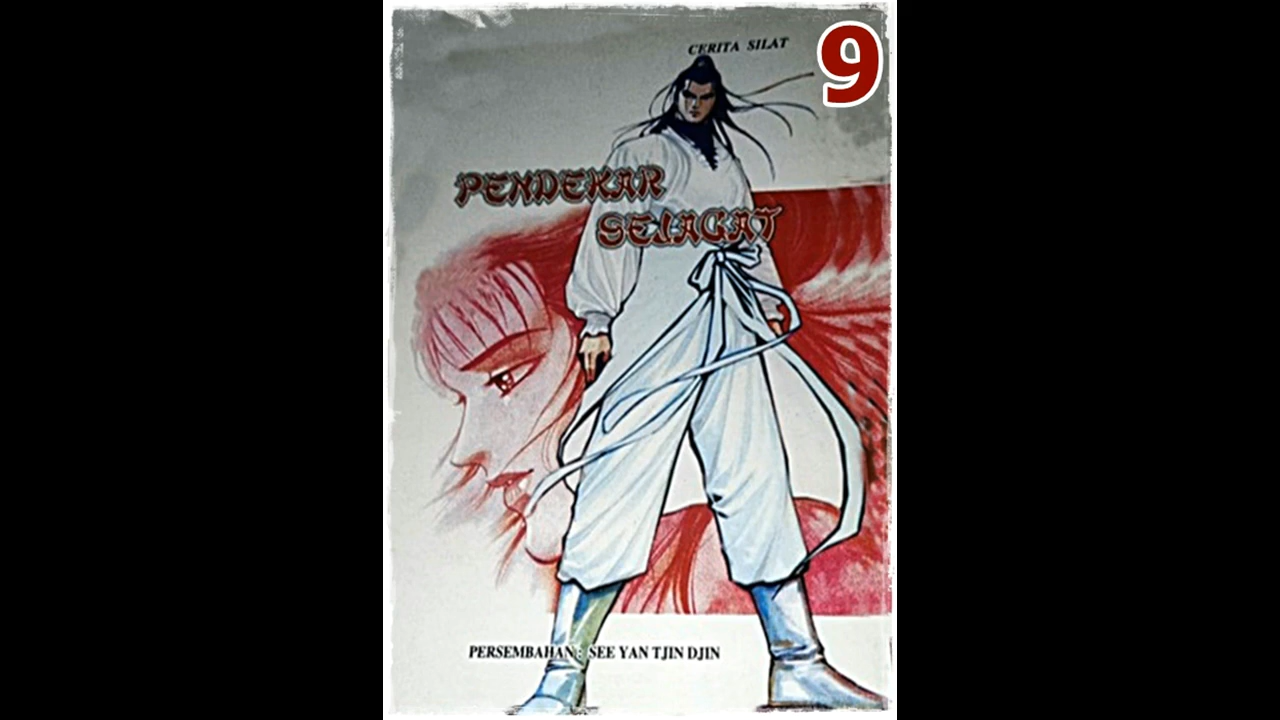 CERITA SILAT
9
PENDEKAR
SEJAGAT
PERSEMBAHAN : SEE YAN TJIN DJIN